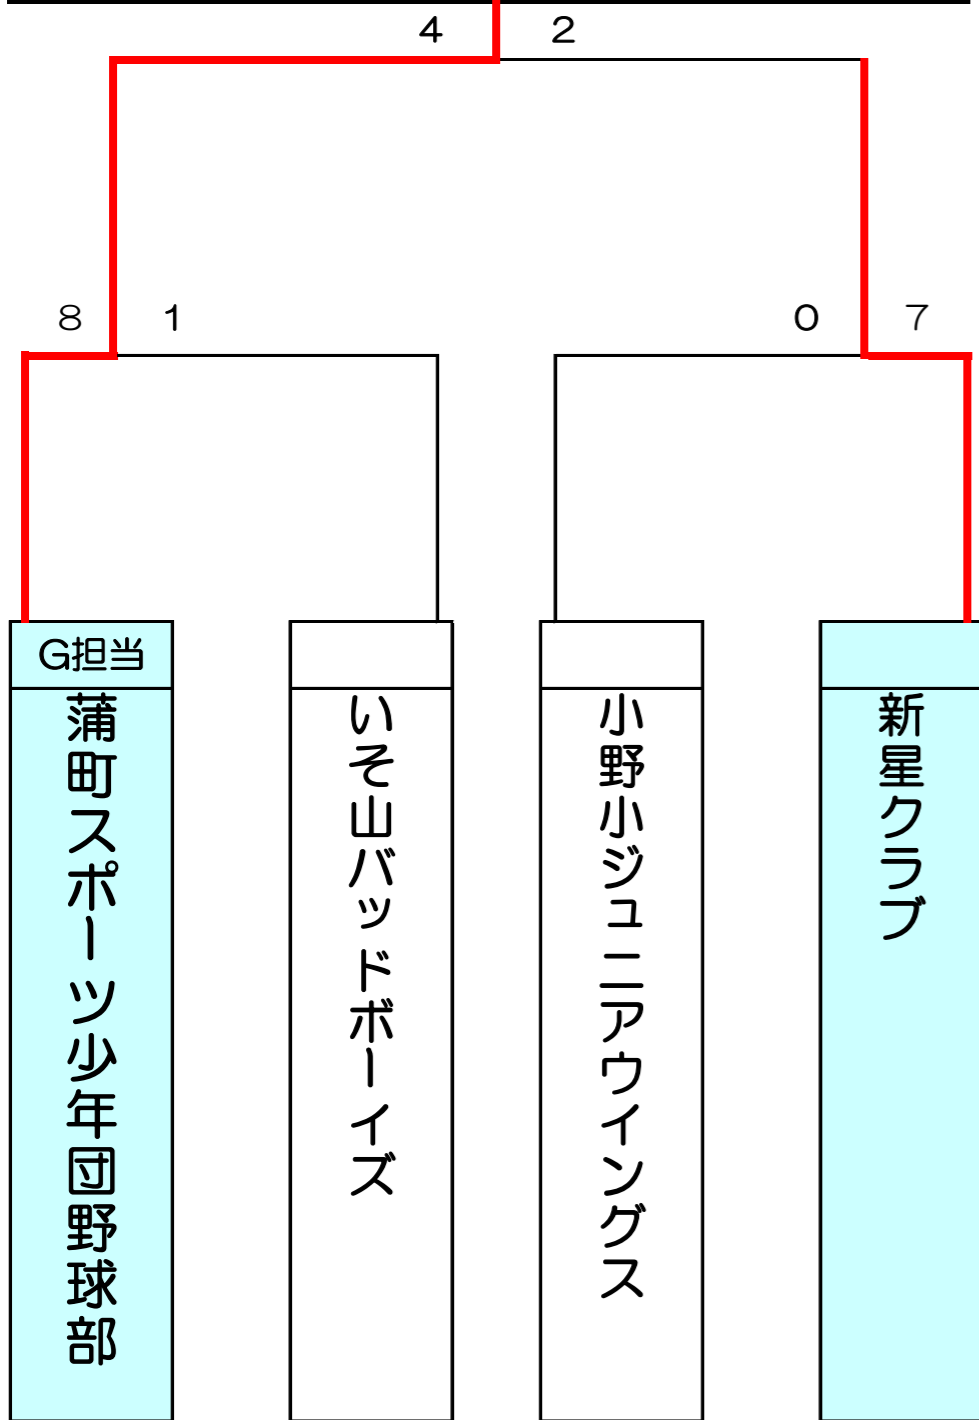 4 2
8 1 0 7
G担当
蒲町スポーツ少年団野球部
いそ山バッドボーイズ
小野小ジュニアウイングス
新星クラブ